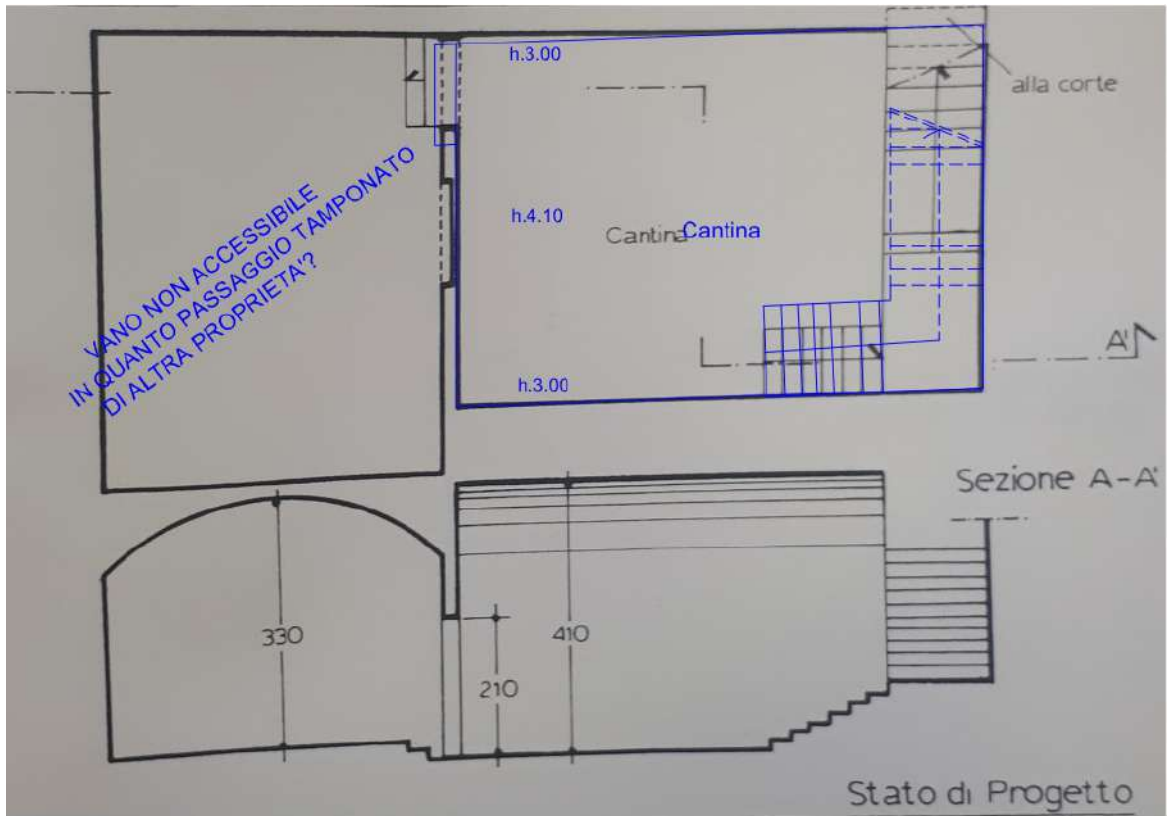 h.3.00
alla corte
VANO NON ACCESSIBILE
IN QUANTO PASSAGGIO TAMPONATO
DI ALTRA PROPRIETA'?
h.4.10
Cantina
Cantina
A'
h.3.00
Sezione A-A'
330
410
210
Stato di Progetto